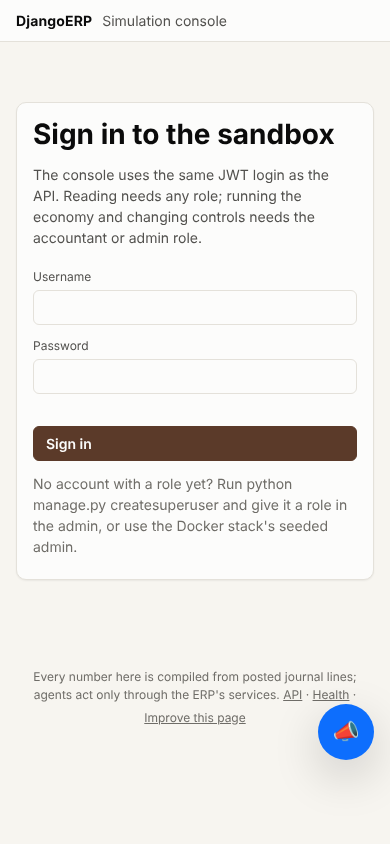 DjangoERP Simulation console
Sign in to the sandbox
The console uses the same JWT login as the
API. Reading needs any role; running the
economy and changing controls needs the
accountant or admin role.
Username
Password
Sign in
No account with a role yet? Run python
manage.py createsuperuser and give it a role in
the admin, or use the Docker stack's seeded
admin.
Every number here is compiled from posted journal lines;
agents act only through the ERP's services. API · Health ·
Improve this page